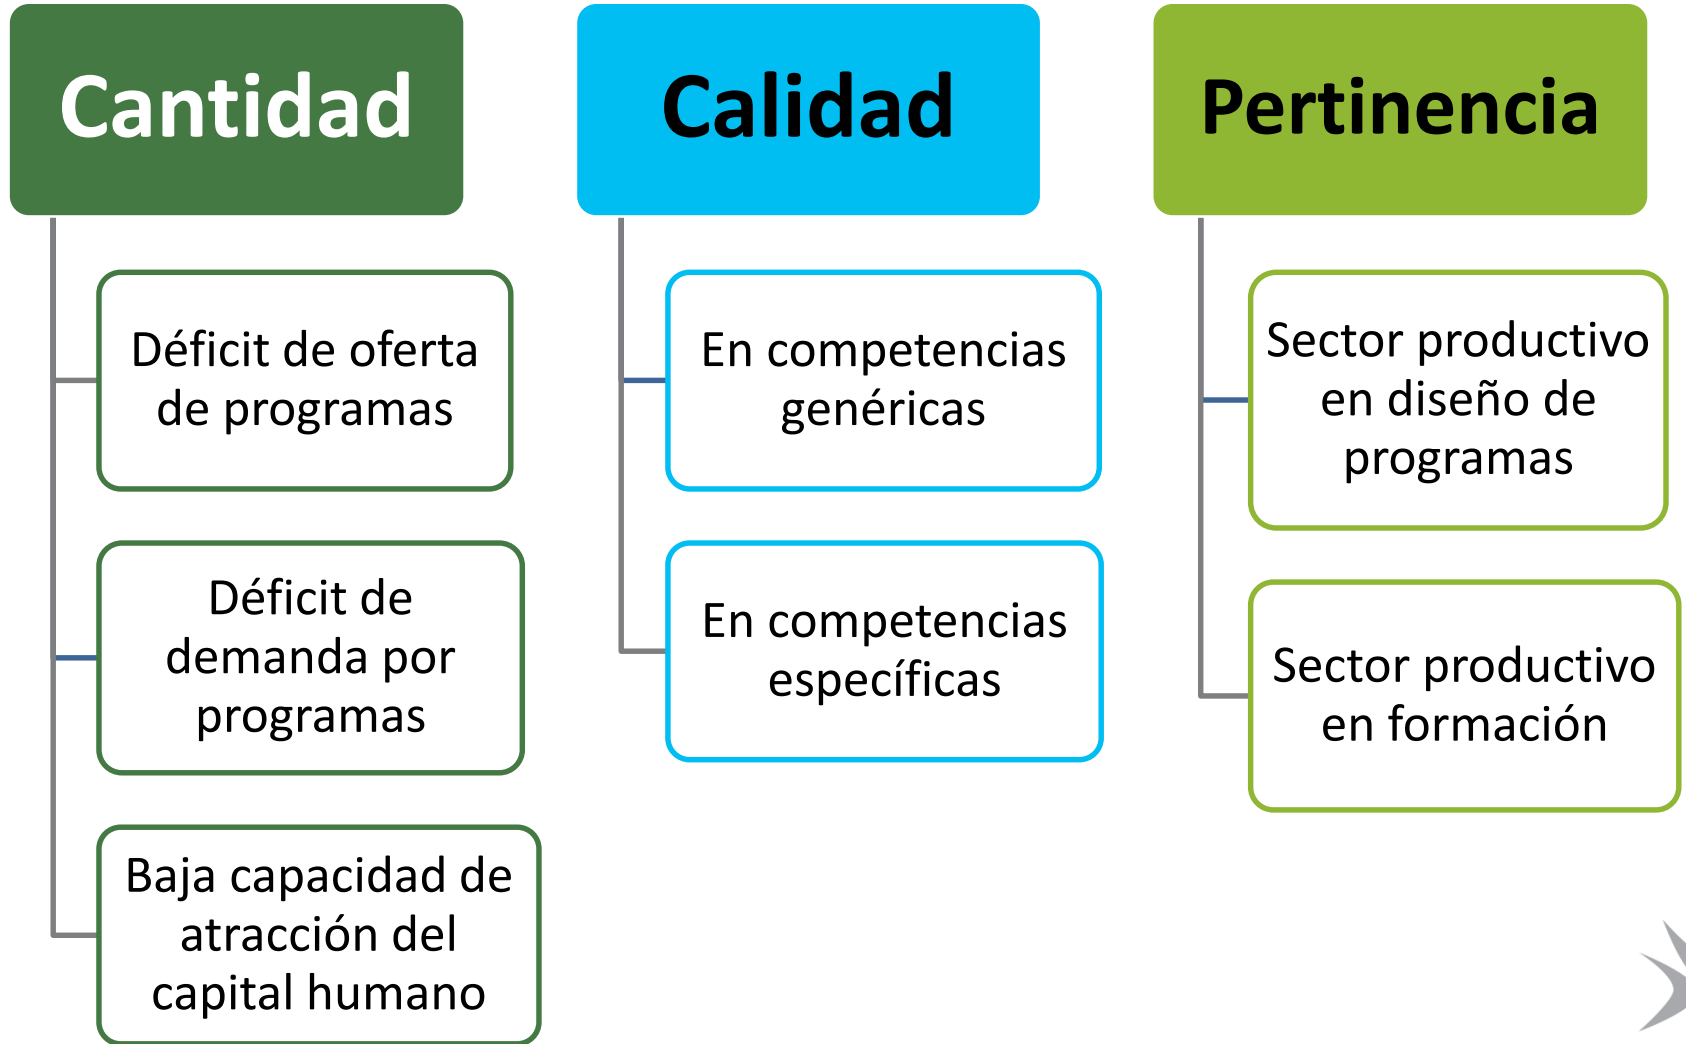 Cantidad
Déficit de oferta
de programas
Déficit de
demanda por
programas
Baja capacidad de
atracción del
capital humano
Calidad
En competencias
genéricas
En competencias
específicas
Pertinencia
Sector productivo
en diseño de
programas
Sector productivo
en formación